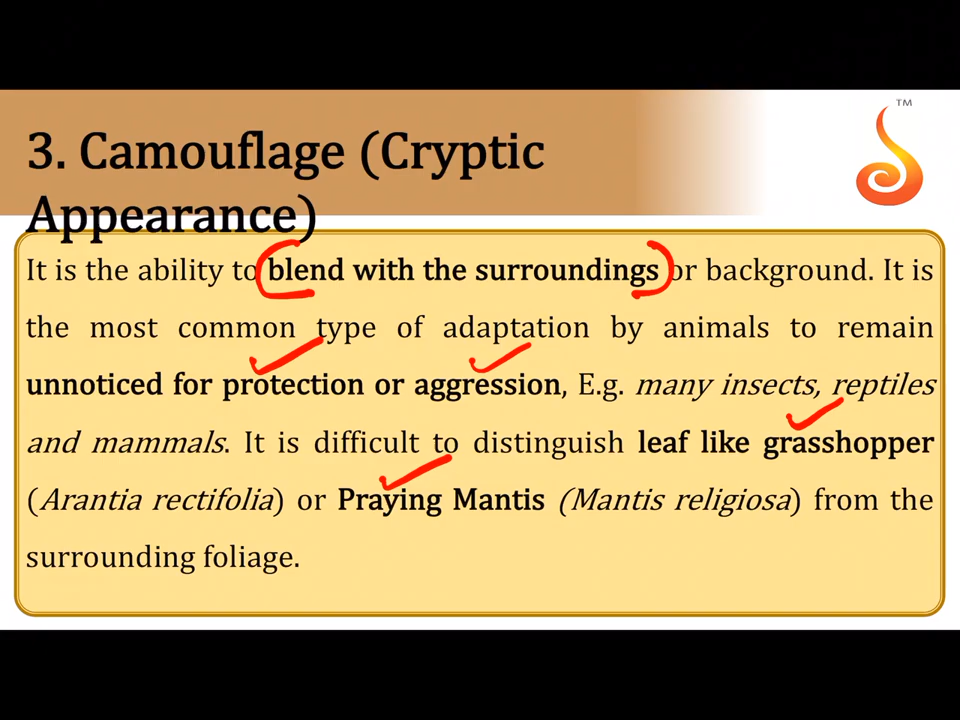 TM
3. Camouflage (Cryptic
Appearance)
It is the ability to blend with the surroundings or background. It is
the most common type of adaptation by animals to remain
unnoticed for protection or aggression, E.g. many insects, reptiles
and mammals. It is difficult to distinguish leaf like grasshopper
(Arantia rectifolia) or Praying Mantis (Mantis religiosa) from the
surrounding foliage.